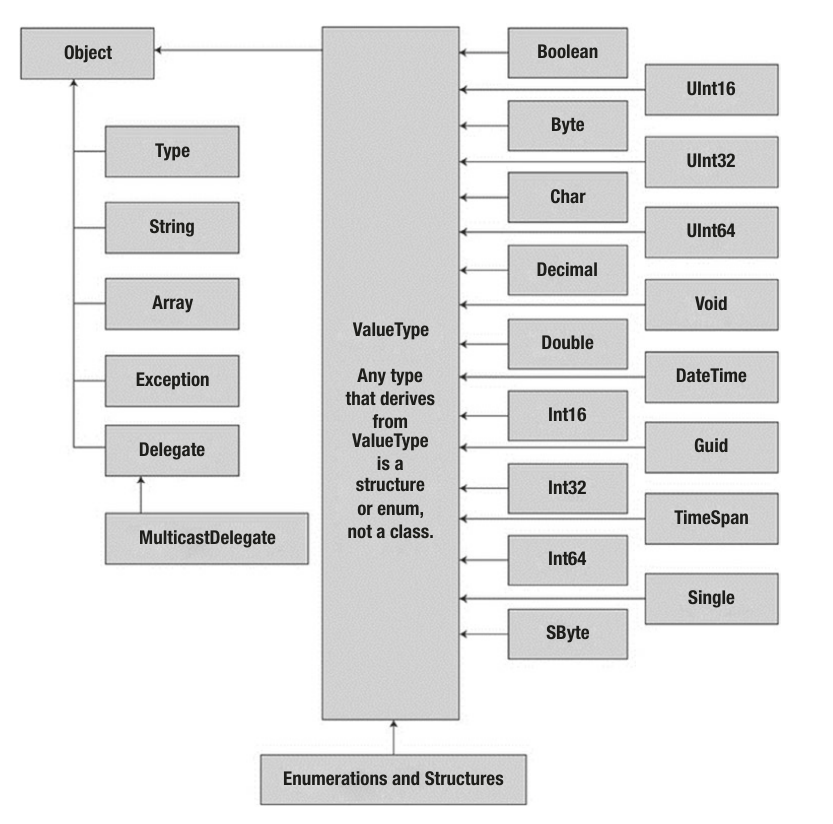 Object
Type
String
Array
Exception
Delegate
MulticastDelegate
ValueType
Any type
that derives
from
ValueType
is a
structure
or enum,
not a class.
Boolean
UInt16
Byte
UInt32
Char
UInt64
Decimal
Void
Double
DateTime
Int16
Guid
Int32
TimeSpan
Int64
Single
SByte
Enumerations and Structures